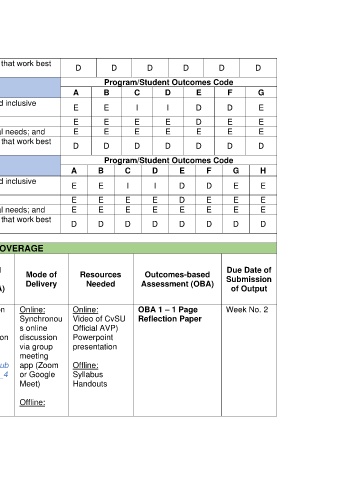 that work best D D D D D D D
Program/Student Outcomes Code
A B C D E F G
d inclusive E E I I D D E
E E E E D E E
l needs; and E E E E E E E
that work best D D D D D D D
Program/Student Outcomes Code
A B C D E F G H
d inclusive E E I I D D E E
E E E E D E E E
l needs; and E E E E E E E E
that work best D D D D D D D D
OVERAGE
Mode of Delivery
Resources Needed
Outcomes-based Assessment (OBA)
Due Date of Submission of Output
A)
on
on
ub
_4
Online:
Synchronou
s online
discussion
via group
meeting
app (Zoom
or Google
Meet)
Offline:
Online:
Video of CvSU
Official AVP)
Powerpoint
presentation
Offline:
Syllabus
Handouts
OBA 1 – 1 Page
Reflection Paper
Week No. 2